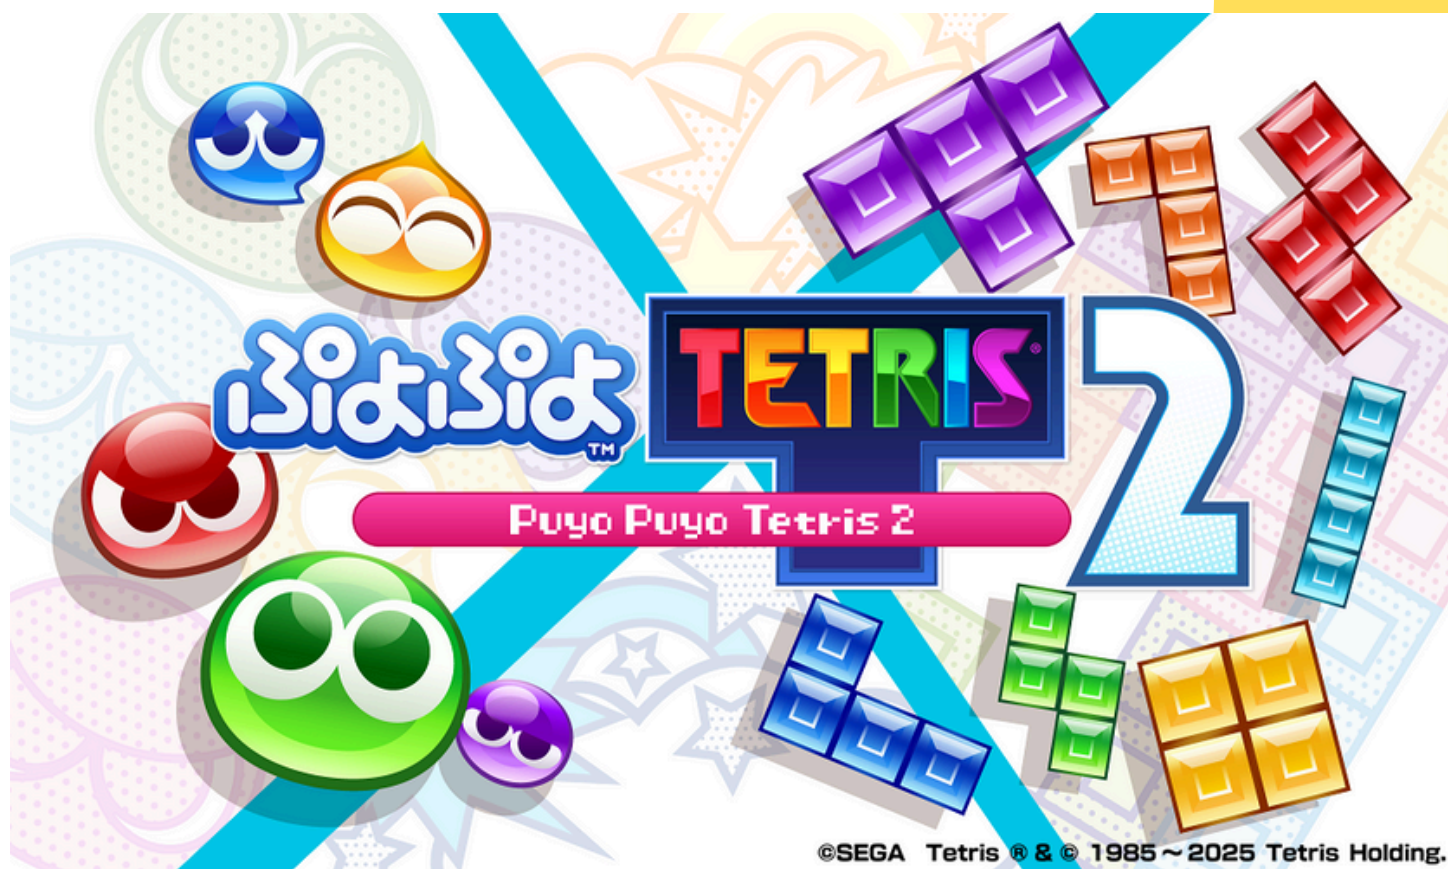 ぷよぷよ™
TETRIS®
2
Puyo Puyo Tetris 2
©SEGA Tetris ® & © 1985～2025 Tetris Holding.